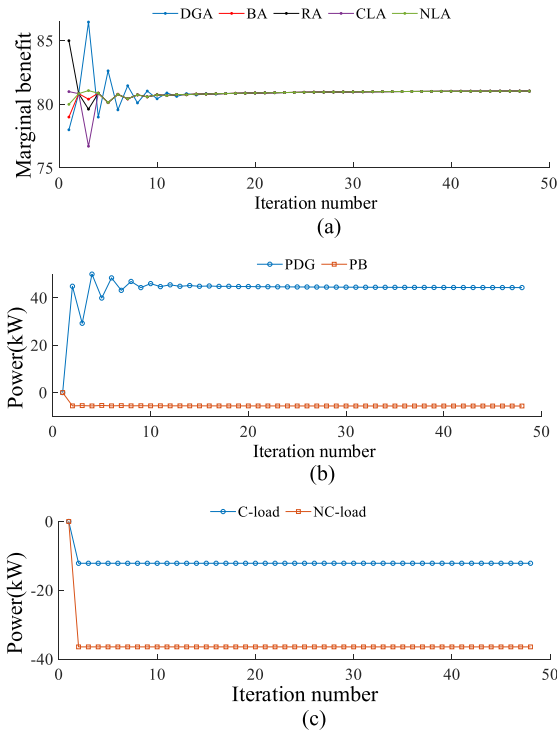 DGA BA RA CLA NLA
Marginal benefit
85
80
75
0 10 20 30 40 50
Iteration number
(a)
PDG PB
Power(kW)
40
20
0
0 10 20 30 40 50
Iteration number
(b)
C-load NC-load
Power(kW)
0
-20
-40
0 10 20 30 40 50
Iteration number
(c)